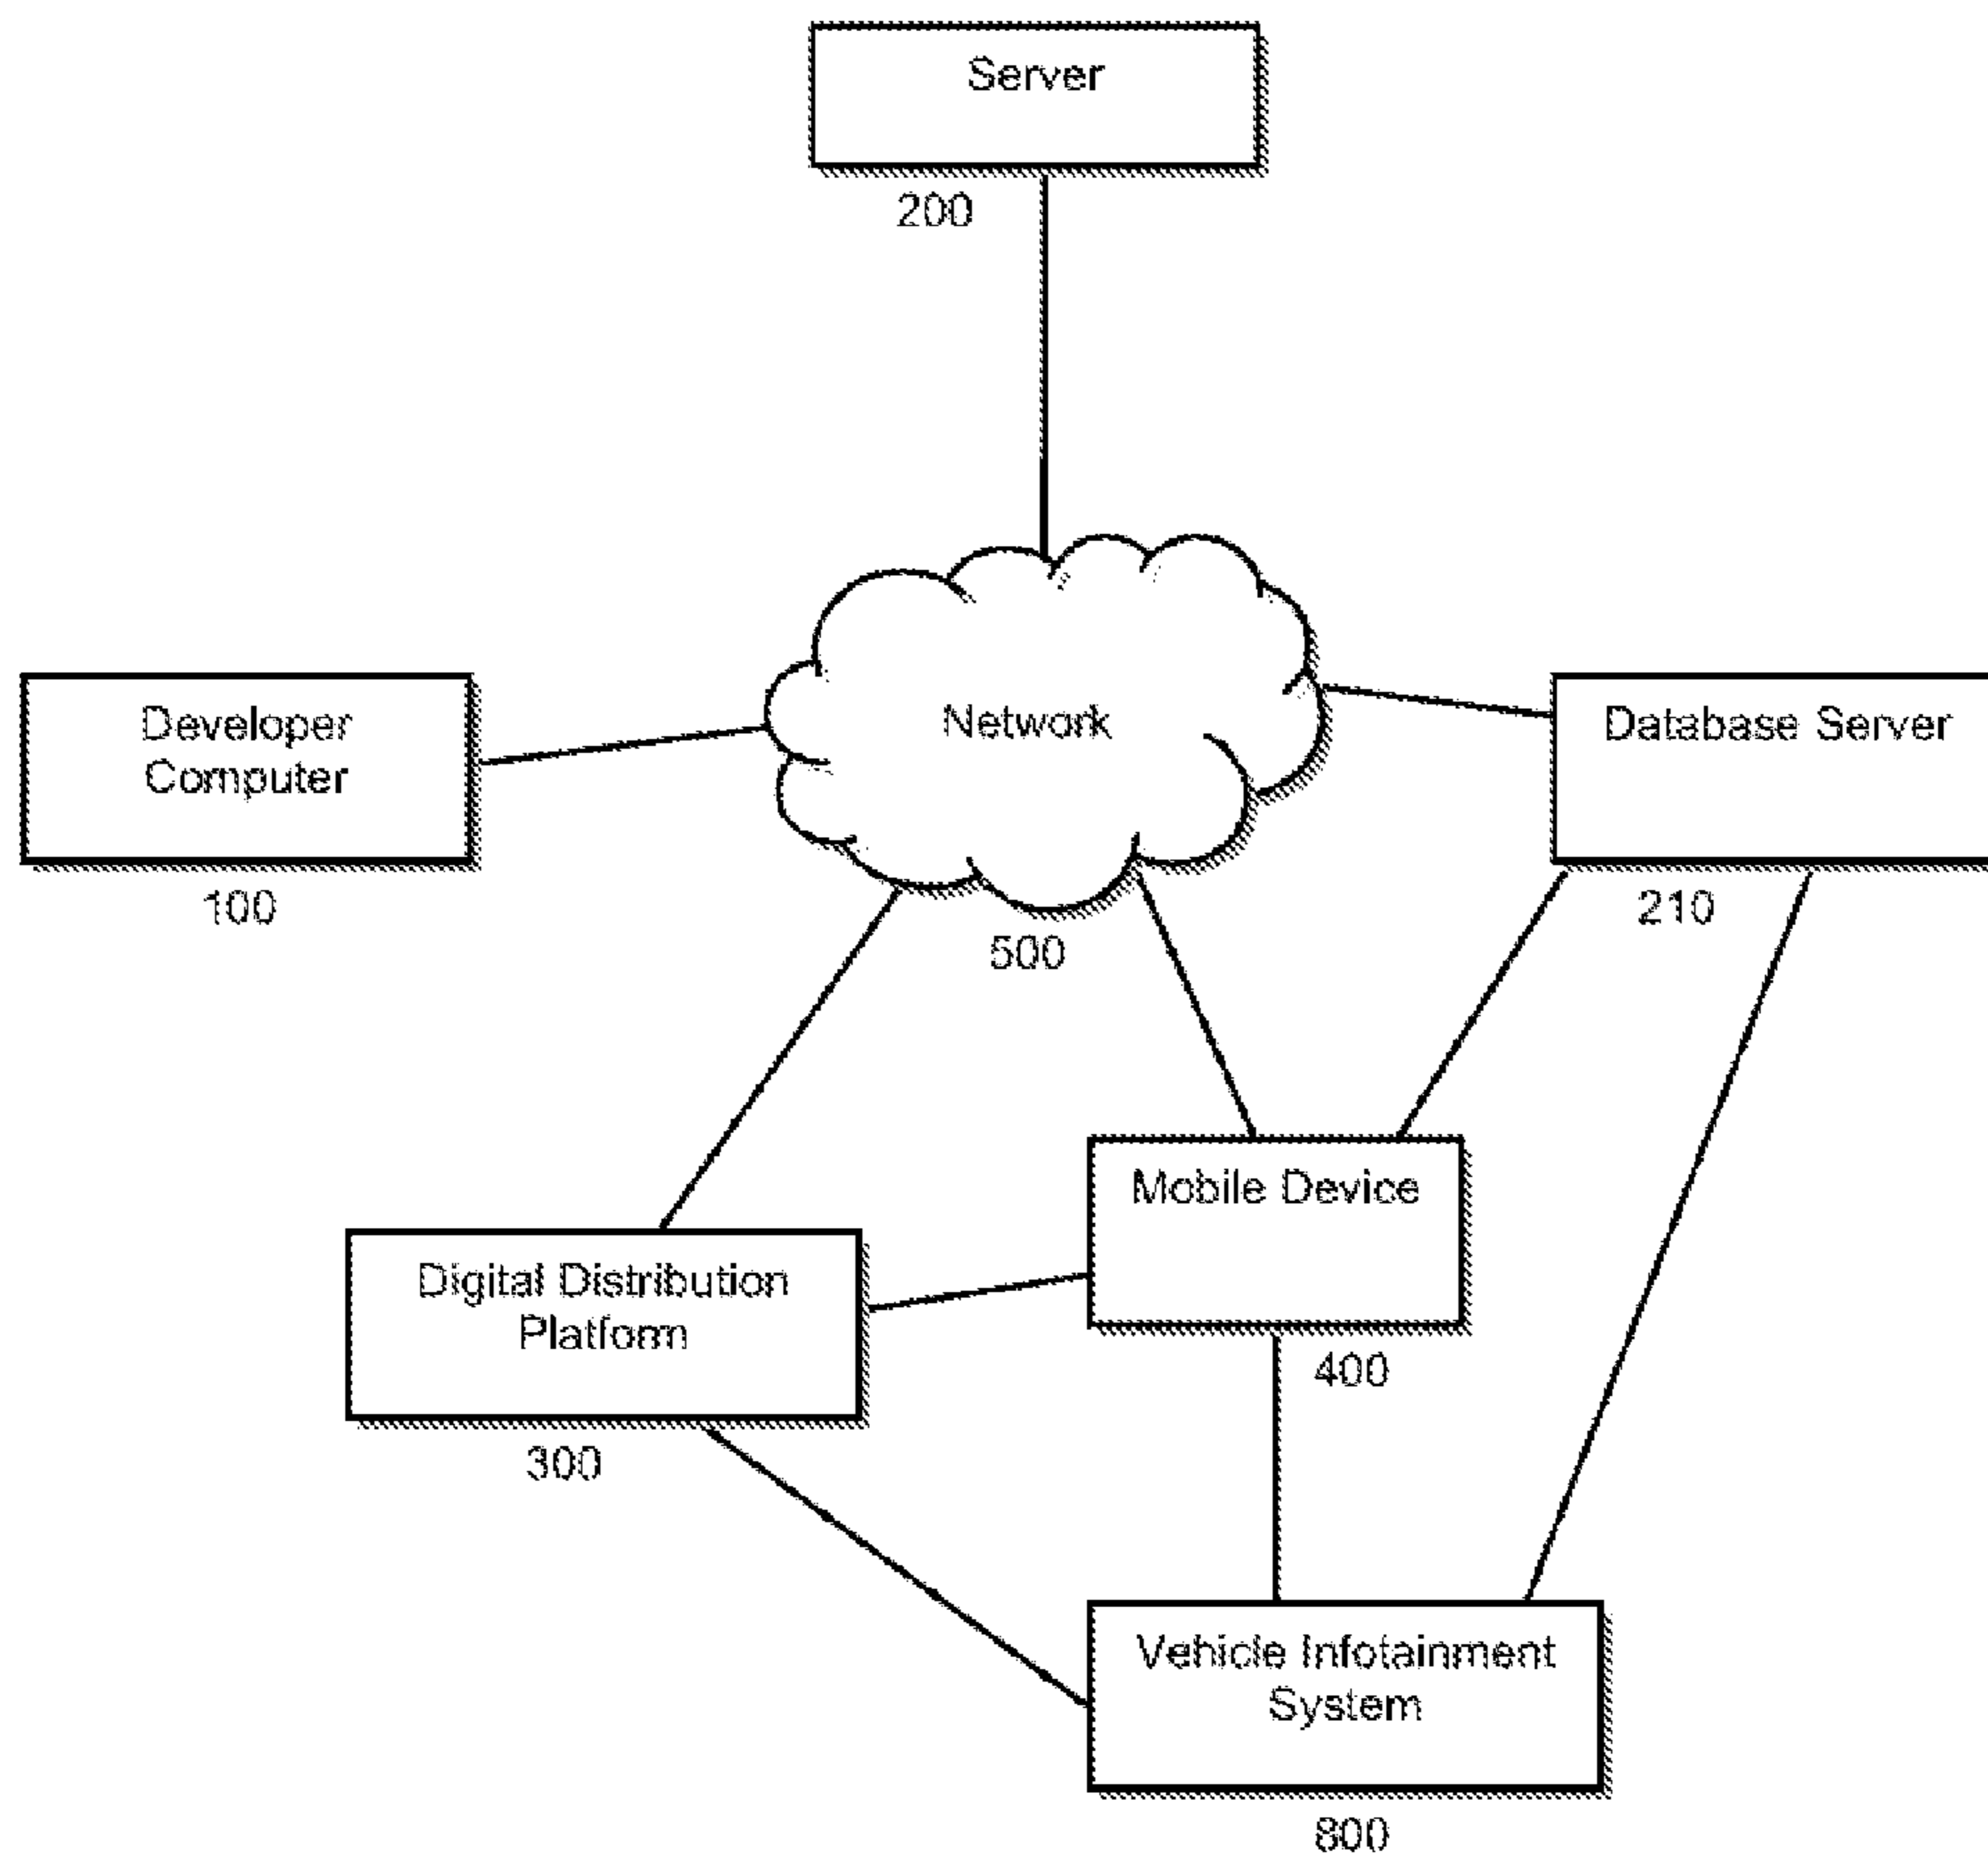 Server
200
Developer
Computer
100
Network
500
Database Server
210
Mobile Device
400
Digital Distribution
Platform
300
Vehicle Infotainment
System
800